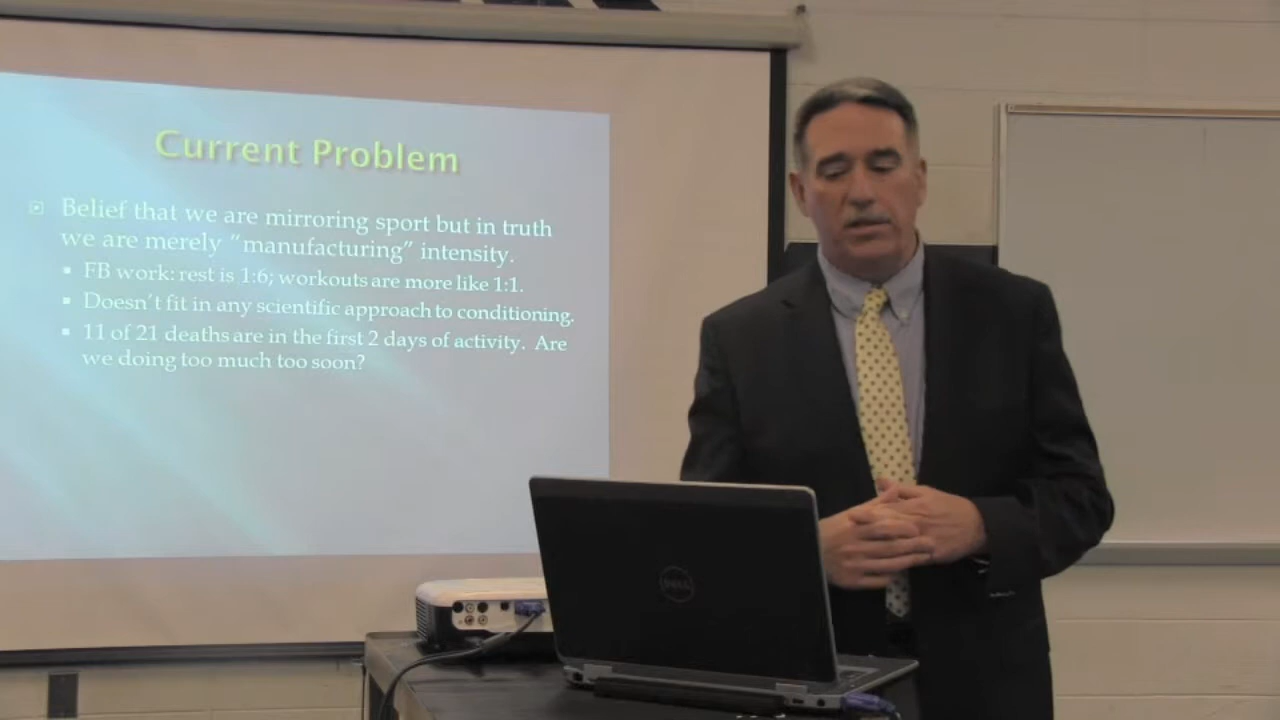 Current Problem
Belief that we are mirroring sport but in truth
we are merely "manufacturing" intensity.
FB work: rest is 1:6; workouts are more like 1:1.
Doesn't fit in any scientific approach to conditioning.
11 of 21 deaths are in the first 2 days of activity. Are
we doing too much too soon?
DELL